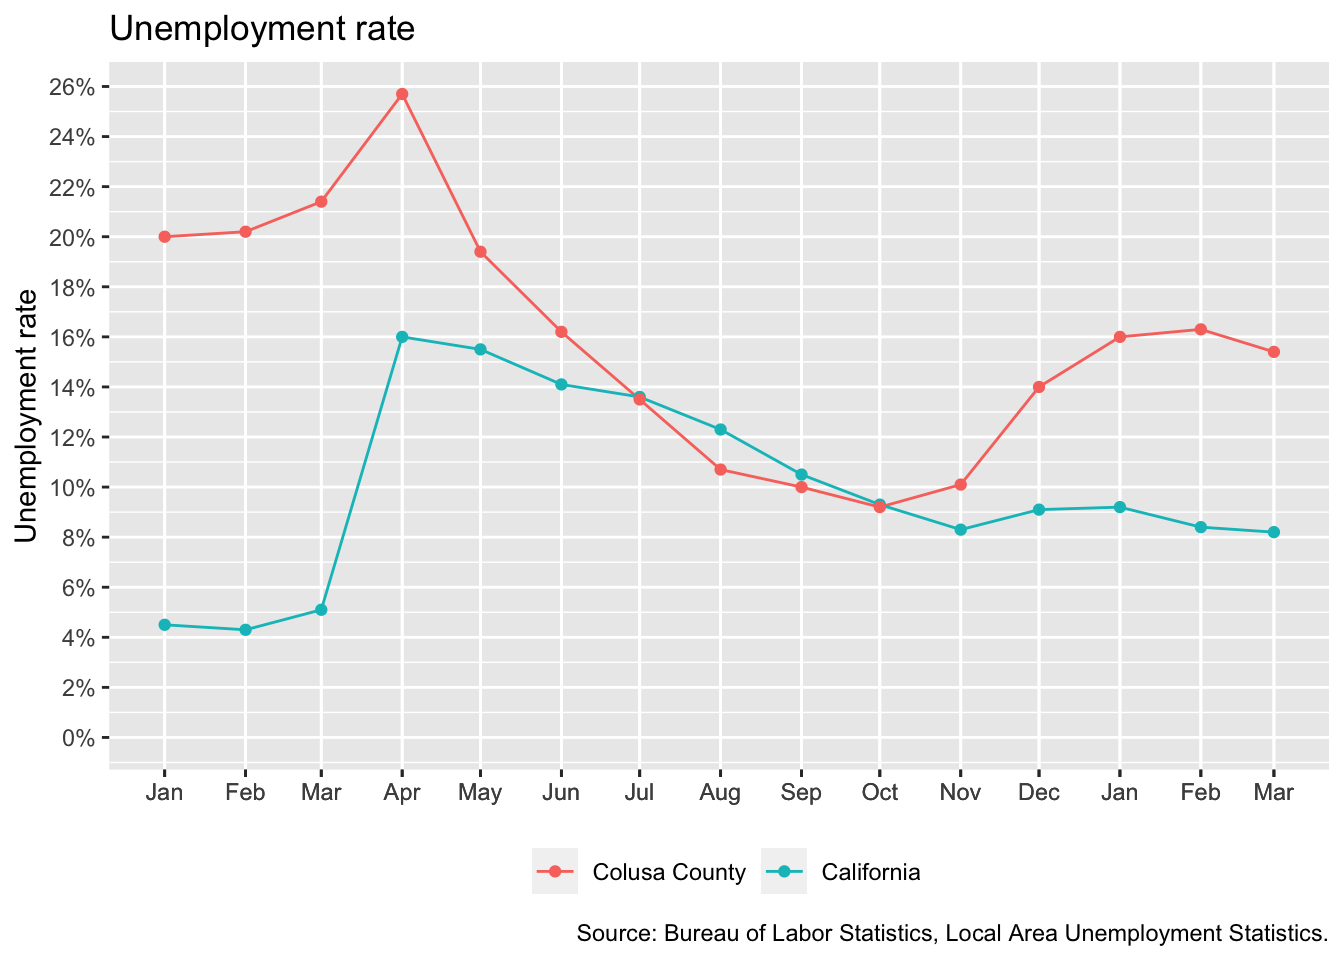 Unemployment rate
Unemployment rate
26%
24%
22%
20%
18%
16%
14%
12%
10%
8%
6%
4%
2%
0%
Jan Feb Mar Apr May Jun Jul Aug Sep Oct Nov Dec Jan Feb Mar
Colusa County California
Source: Bureau of Labor Statistics, Local Area Unemployment Statistics.